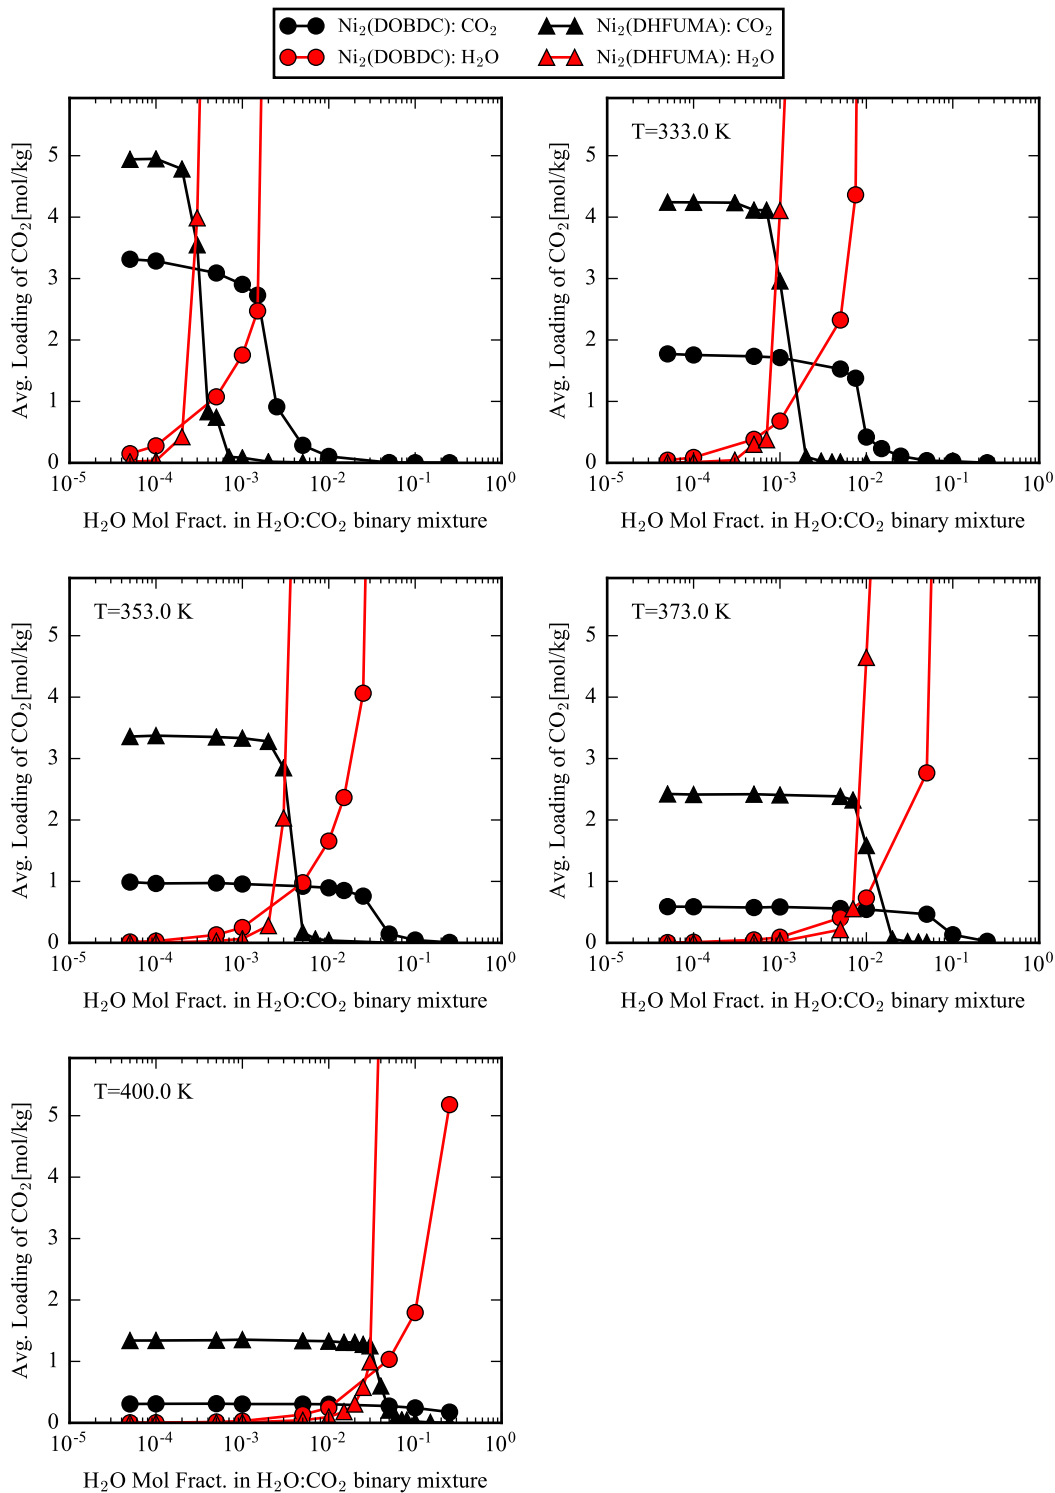 Ni₂(DOBDC): CO₂ Ni₂(DHFUMA): CO₂
Ni₂(DOBDC): H₂O Ni₂(DHFUMA): H₂O
Avg. Loading of CO₂[mol/kg]
5
4
3
2
1
0
10⁻⁵ 10⁻⁴ 10⁻³ 10⁻² 10⁻¹ 10⁰
H₂O Mol Fract. in H₂O:CO₂ binary mixture
T=333.0 K
Avg. Loading of CO₂[mol/kg]
5
4
3
2
1
0
10⁻⁵ 10⁻⁴ 10⁻³ 10⁻² 10⁻¹ 10⁰
H₂O Mol Fract. in H₂O:CO₂ binary mixture
T=353.0 K
Avg. Loading of CO₂[mol/kg]
5
4
3
2
1
0
10⁻⁵ 10⁻⁴ 10⁻³ 10⁻² 10⁻¹ 10⁰
H₂O Mol Fract. in H₂O:CO₂ binary mixture
T=373.0 K
Avg. Loading of CO₂[mol/kg]
5
4
3
2
1
0
10⁻⁵ 10⁻⁴ 10⁻³ 10⁻² 10⁻¹ 10⁰
H₂O Mol Fract. in H₂O:CO₂ binary mixture
T=400.0 K
Avg. Loading of CO₂[mol/kg]
5
4
3
2
1
0
10⁻⁵ 10⁻⁴ 10⁻³ 10⁻² 10⁻¹ 10⁰
H₂O Mol Fract. in H₂O:CO₂ binary mixture